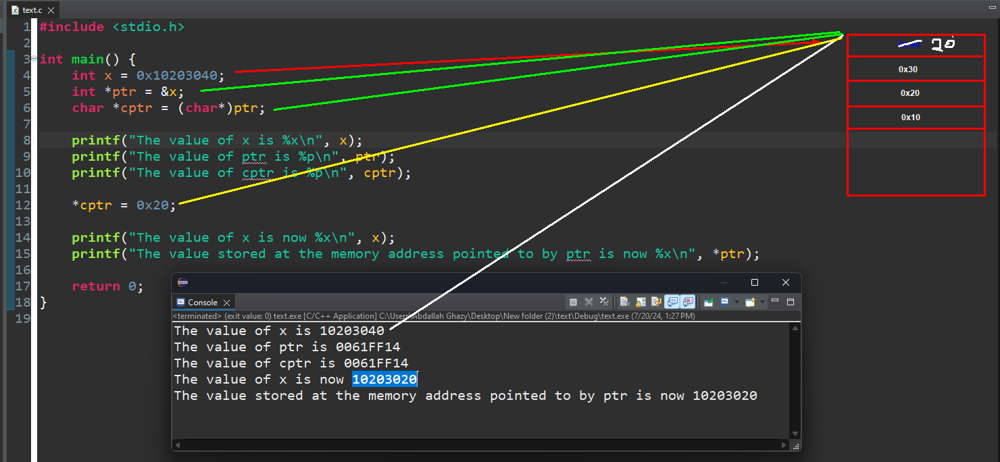 text.c
1 #include <stdio.h>
2
3 int main() {
4 int x = 0x10203040;
5 int *ptr = &x;
6 char *cptr = (char*)ptr;
7
8 printf("The value of x is %x\n", x);
9 printf("The value of ptr is %p\n", ptr);
10 printf("The value of cptr is %p\n", cptr);
11
12 *cptr = 0x20;
13
14 printf("The value of x is now %x\n", x);
15 printf("The value stored at the memory address pointed to by ptr is now %x\n", *ptr);
16
17 return 0;
18 }
19
20
0x30
0x20
0x10
Console
<terminated> (exit value: 0) text.exe [C/C++ Application] C:\Users\Abdallah Ghazy\Desktop\New folder (2)\text\Debug\text.exe (7/20/24, 1:27 PM)
The value of x is 10203040
The value of ptr is 0061FF14
The value of cptr is 0061FF14
The value of x is now 10203020
The value stored at the memory address pointed to by ptr is now 10203020